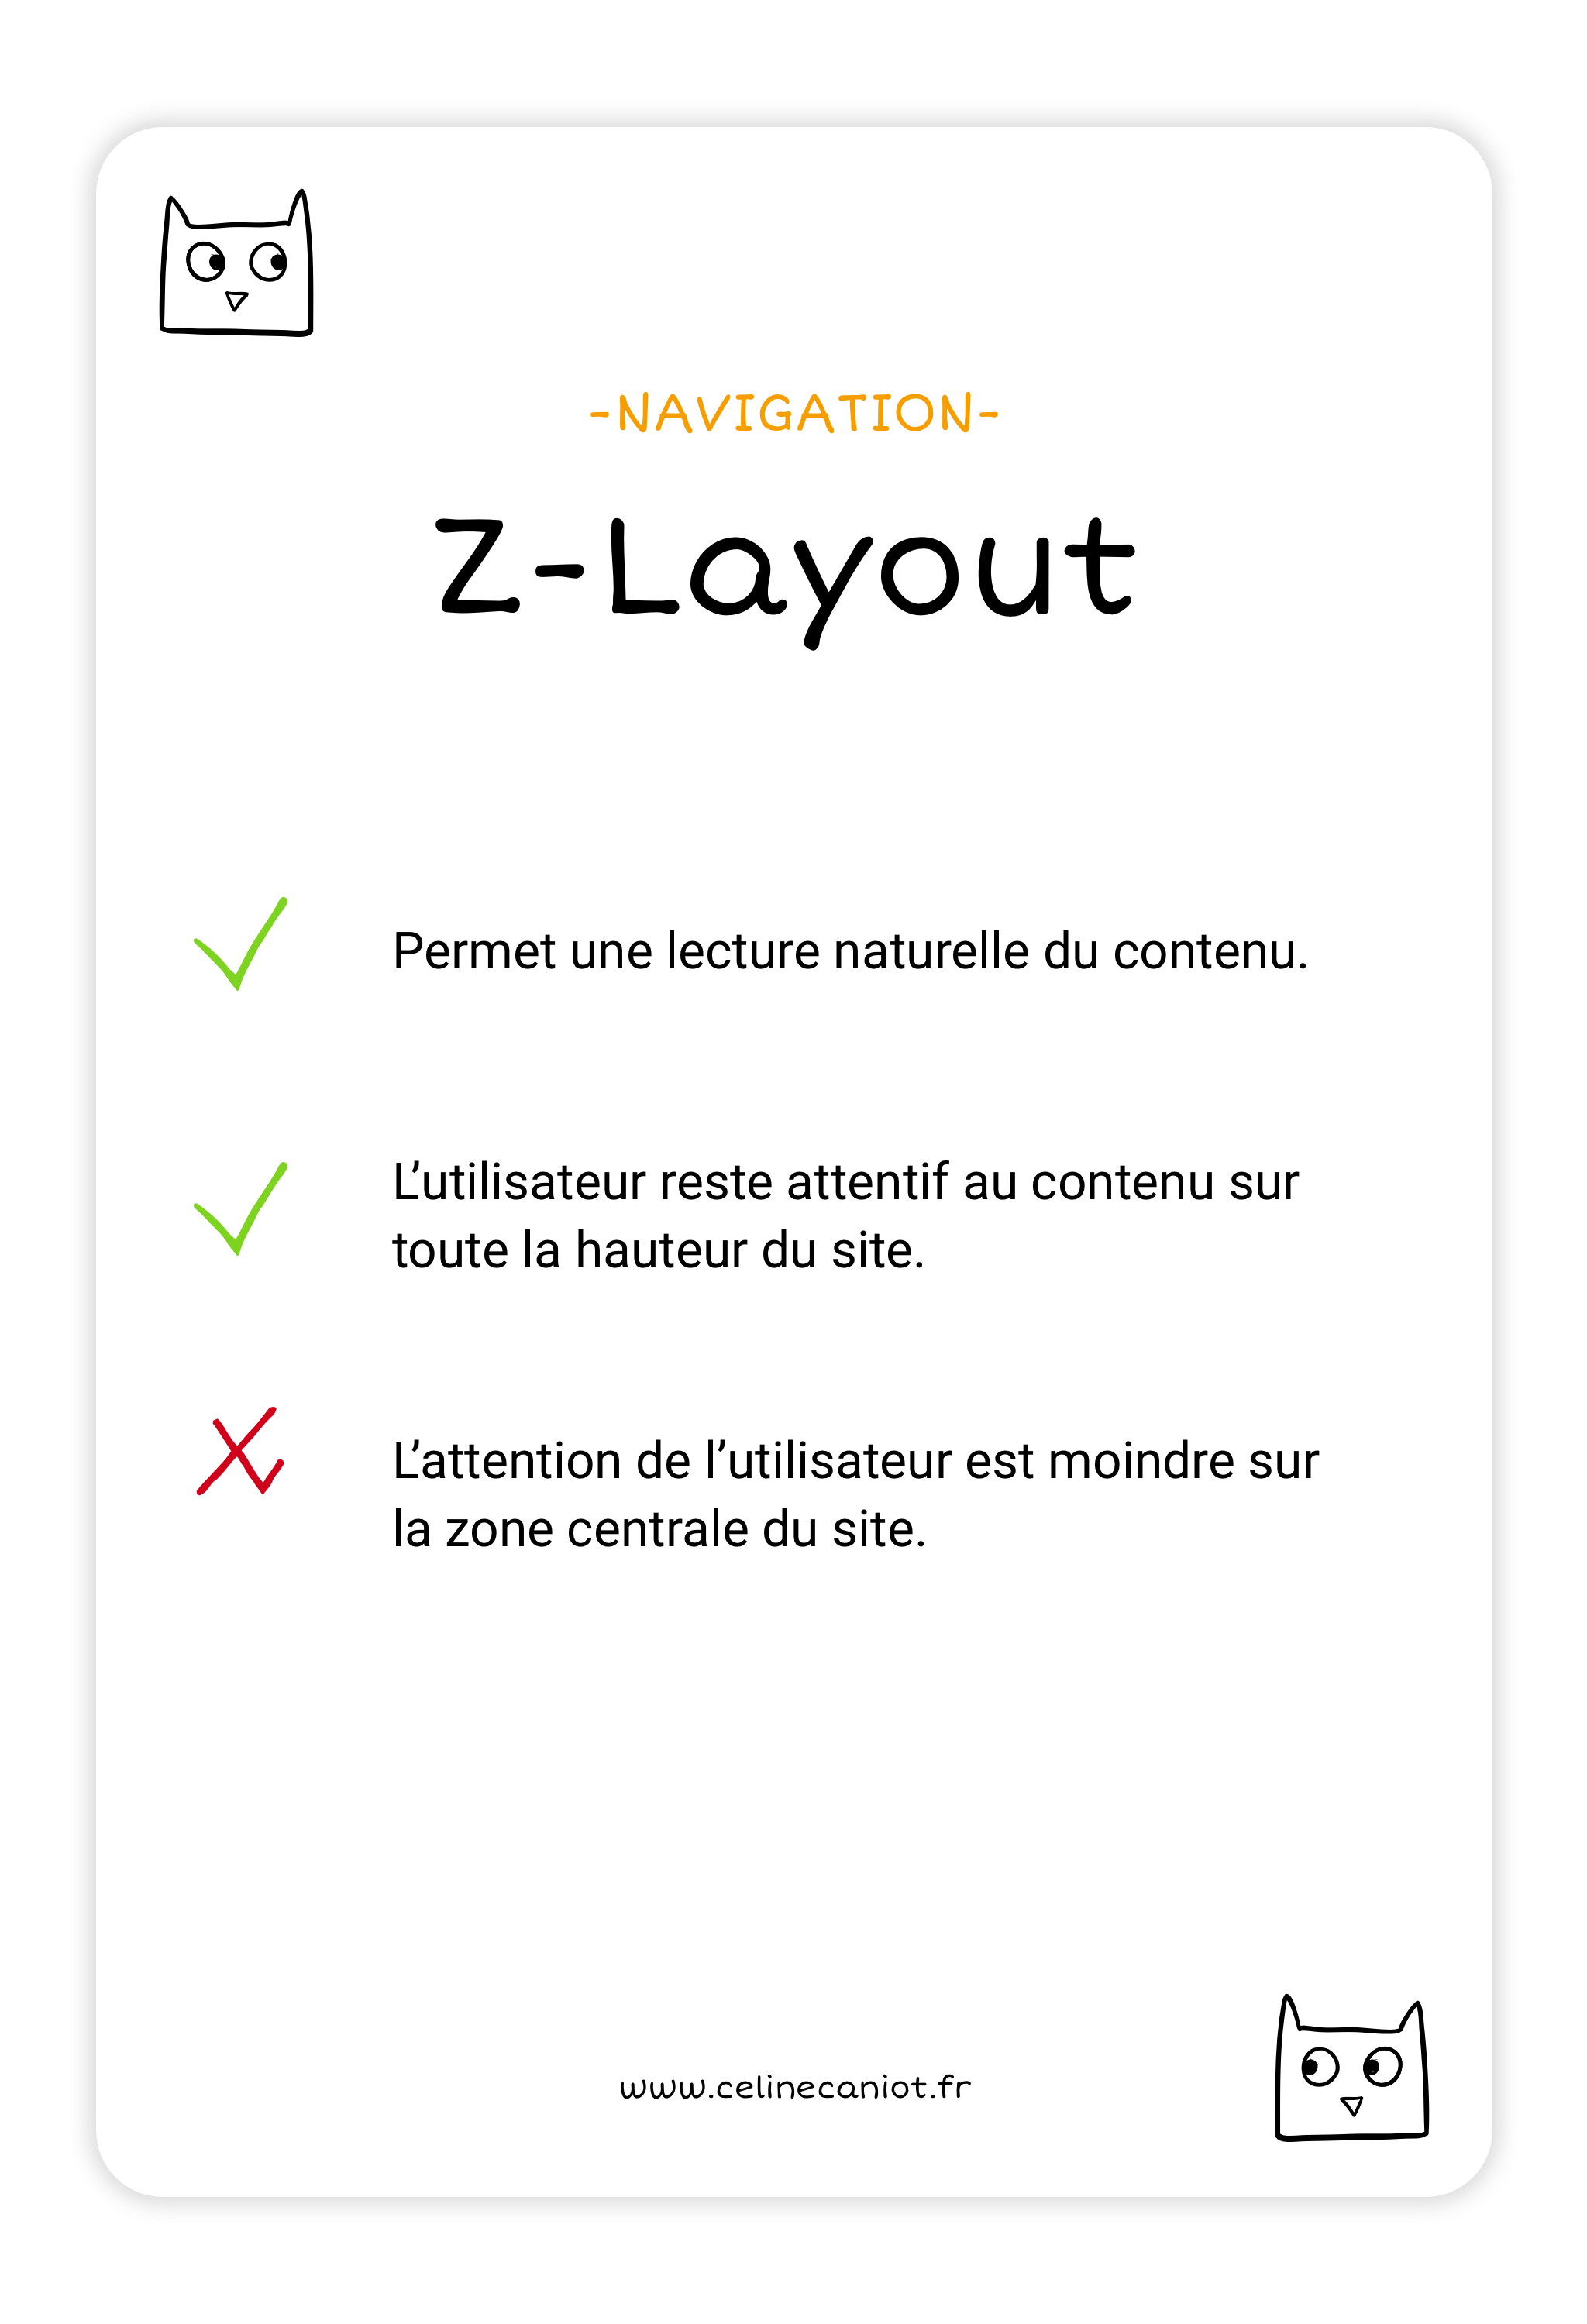 -NAVIGATION-
Z-Layout
Permet une lecture naturelle du contenu.
L’utilisateur reste attentif au contenu sur
toute la hauteur du site.
L’attention de l’utilisateur est moindre sur
la zone centrale du site.
www.celinecaniot.fr